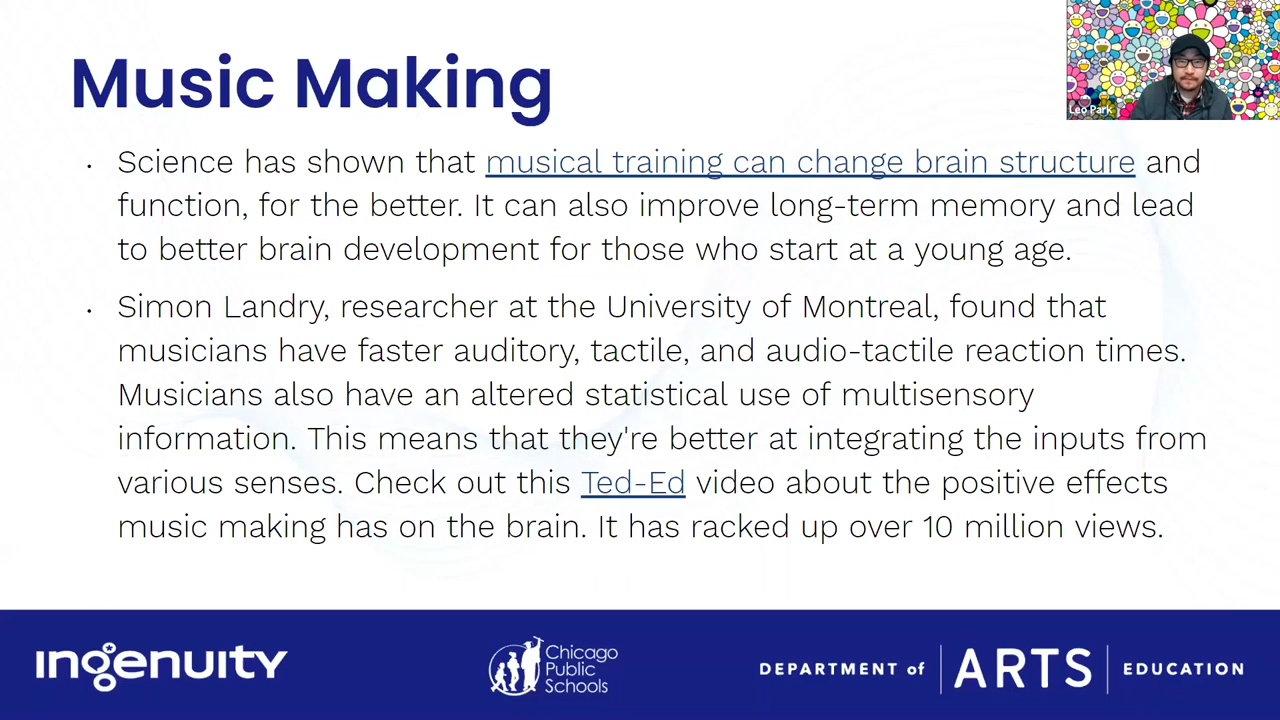 Music Making
Leo Park
· Science has shown that musical training can change brain structure and
function, for the better. It can also improve long-term memory and lead
to better brain development for those who start at a young age.
· Simon Landry, researcher at the University of Montreal, found that
musicians have faster auditory, tactile, and audio-tactile reaction times.
Musicians also have an altered statistical use of multisensory
information. This means that they're better at integrating the inputs from
various senses. Check out this Ted-Ed video about the positive effects
music making has on the brain. It has racked up over 10 million views.
ingenuity
Chicago
Public
Schools
DEPARTMENT of ARTS EDUCATION